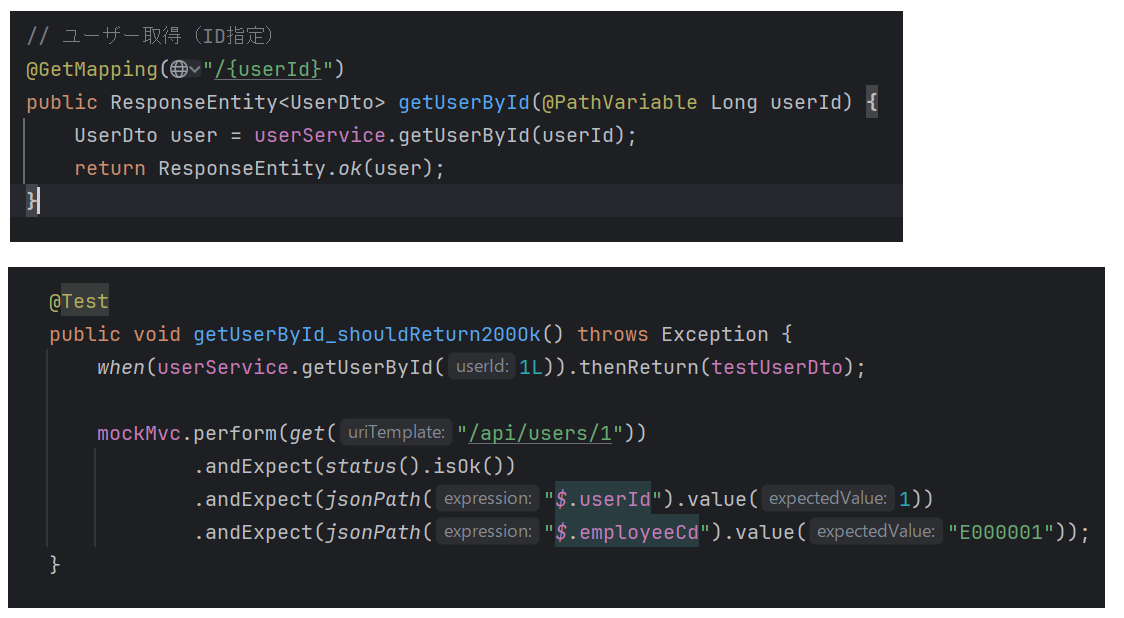 // ユーザー取得（ID指定）
@GetMapping("/{userId}")
public ResponseEntity<UserDto> getUserById(@PathVariable Long userId) {
    UserDto user = userService.getUserById(userId);
    return ResponseEntity.ok(user);
}
@Test
public void getUserById_shouldReturn200Ok() throws Exception {
    when(userService.getUserById( userId: 1L)).thenReturn(testUserDto);
    mockMvc.perform(get( uriTemplate: "/api/users/1"))
            .andExpect(status().isOk())
            .andExpect(jsonPath( expression: "$.userId").value( expectedValue: 1))
            .andExpect(jsonPath( expression: "$.employeeCd").value( expectedValue: "E000001"));
}